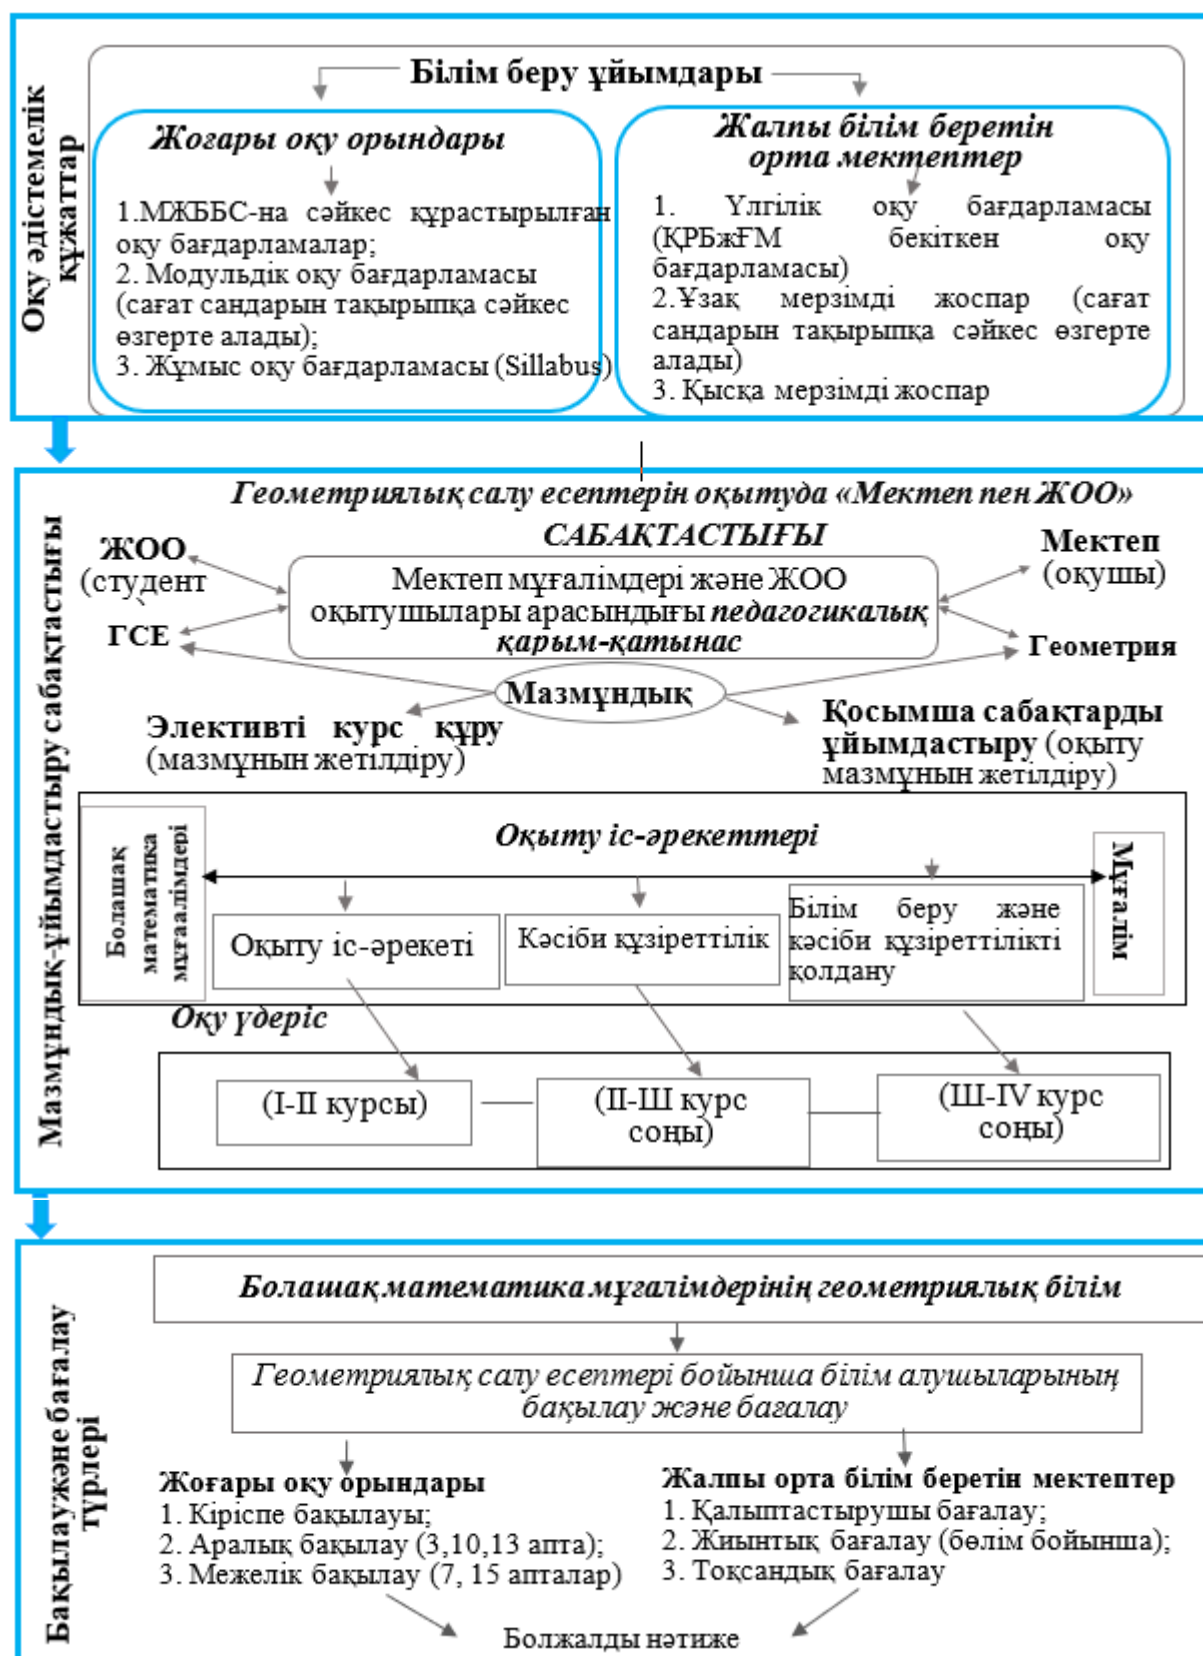 Оқу әдістемелік
құжаттар
Білім беру ұйымдары
Жоғары оқу орындары
1.МЖББС-на сәйкес құрастырылған
оқу бағдарламалар;
2. Модульдік оқу бағдарламасы
(сағат сандарын тақырыпқа сәйкес
өзгерте алады);
3. Жұмыс оқу бағдарламасы (Sillabus)
Жалпы білім беретін
орта мектептер
1. Үлгілік оқу бағдарламасы
(ҚРБжҒМ бекіткен оқу
бағдарламасы)
2.Ұзақ мерзімді жоспар (сағат
сандарын тақырыпқа сәйкес өзгерте
алады)
3. Қысқа мерзімді жоспар
Мазмұндық-ұйымдастыру сабақтастығы
Геометриялық салу есептерін оқытуда «Мектеп пен ЖОО»
САБАҚТАСТЫҒЫ
ЖОО
(студент
`
ГСЕ
Мектеп мұғалімдері және ЖОО
оқытушылары арасындығы педагогикалық
қарым-қатынас
Мектеп
(оқушы)
Геометрия
Мазмұндық
Элективті курс құру
(мазмұнын жетілдіру)
Қосымша сабақтарды
ұйымдастыру (оқыту
мазмұнын жетілдіру)
Болашақ
математика
мұғаалімдері
Оқыту іс-әрекеттері
Мұғалім
Оқыту іс-әрекеті
Кәсіби құзіреттілік
Білім беру және
кәсіби құзіреттілікті
қолдану
Оқу үдеріс
(I-II курсы)
(II-III курс
соңы)
(III-IV курс
соңы)
Бақылаужәне бағалау
түрлері
Болашақ математика мұғалімдерінің геометриялық білім
Геометриялық салу есептері бойынша білім алушыларының
бақылау және бағалау
Жоғары оқу орындары
1. Кіріспе бақылауы;
2. Аралық бақылау (3,10,13 апта);
3. Межелік бақылау (7, 15 апталар)
Жалпы орта білім беретін мектептер
1. Қалыптастырушы бағалау;
2. Жиынтық бағалау (бөлім бойынша);
3. Тоқсандық бағалау
Болжалды нәтиже